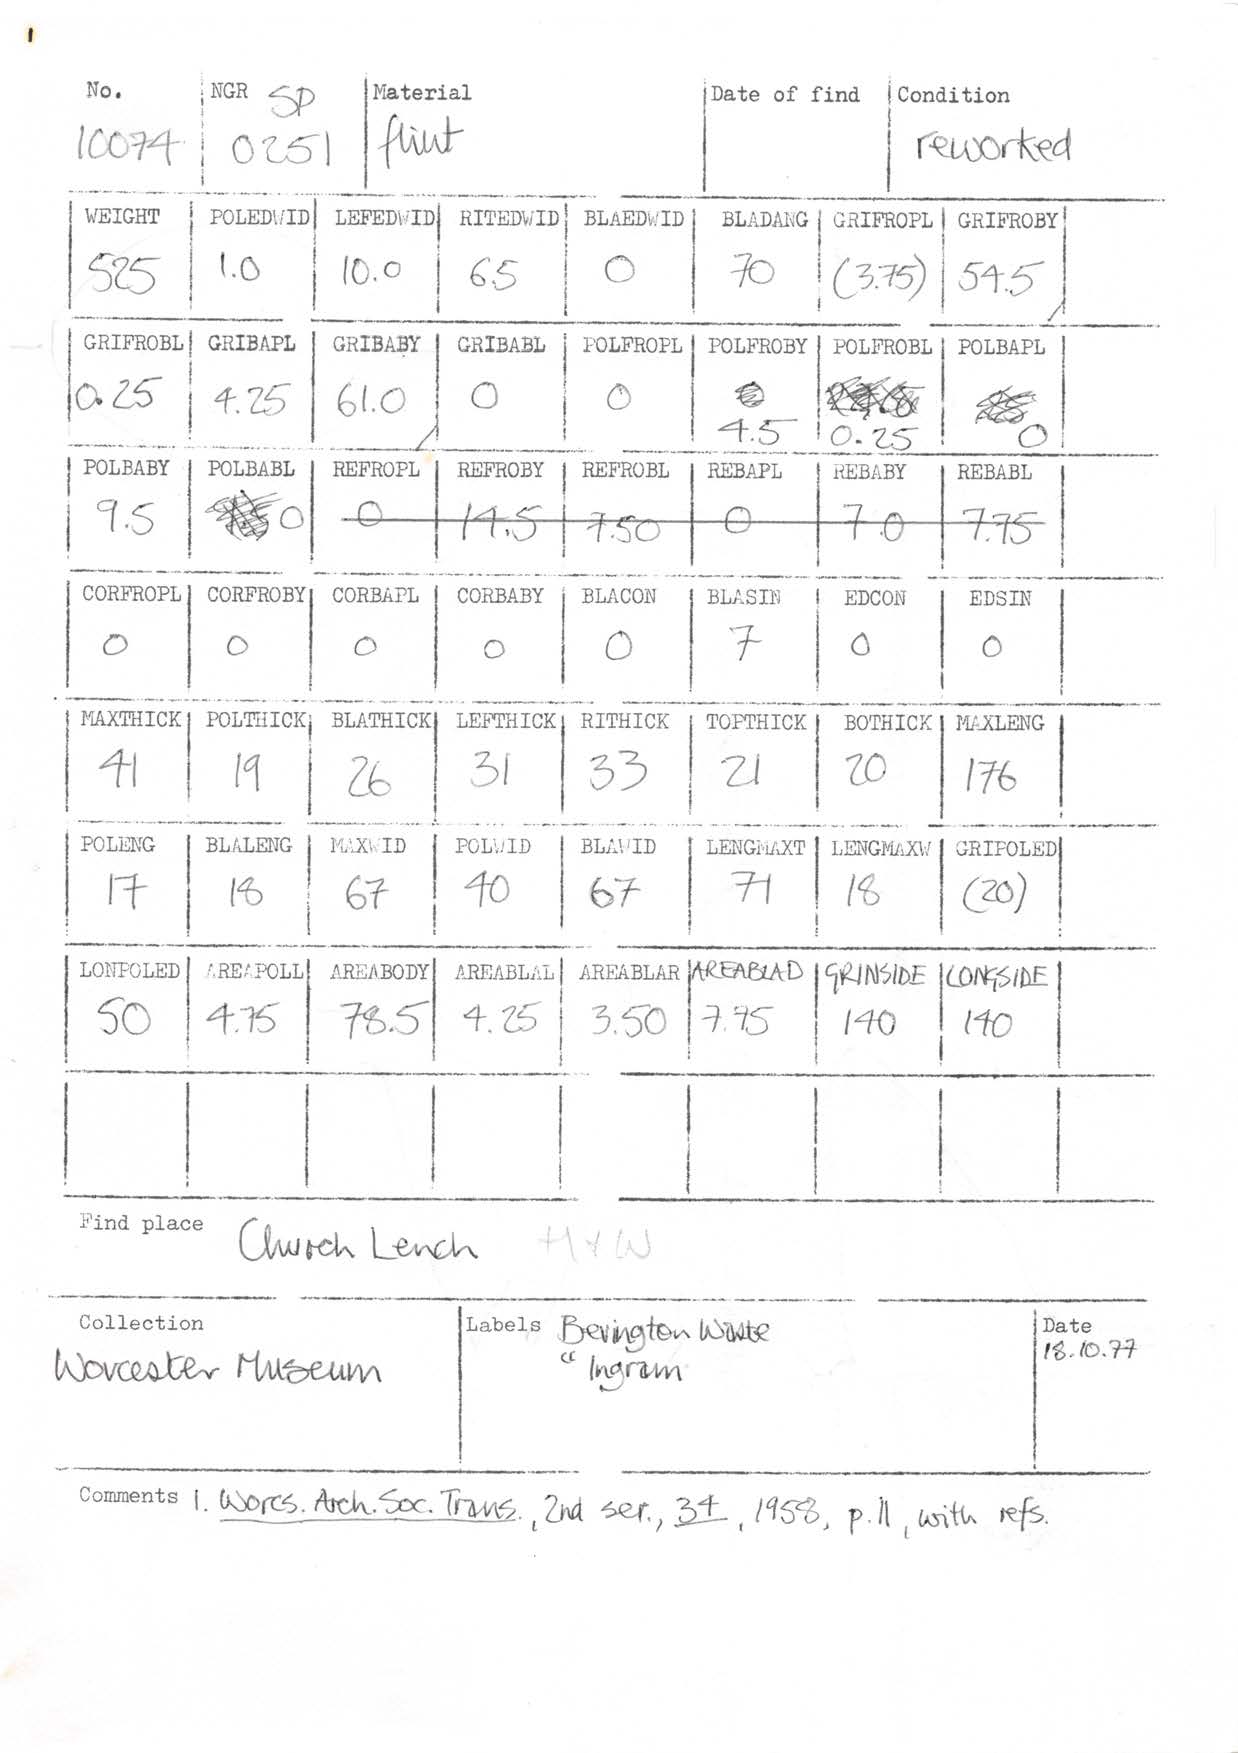 1
No. NGR SP Material Date of find Condition
10074 0251 flint reworked
WEIGHT POLEDWID LEFEDWID RITEDWID BLAEDWID BLADANG GRIFROPL GRIFROBY
525 1.0 10.0 6.5 0 70 (3.75) 54.5
GRIFROBL GRIBAPL GRIBABY GRIBABL POLFROPL POLFROBY POLFROBL POLBAPL
0.25 4.25 61.0 0 0 4.5 0.25 0
POLBABY POLBABL REFROPL REFROBY REFROBL REBAPL REBABY REBABL
9.5 0 0 14.5 7.50 0 7.0 7.75
CORFROPL CORFROBY CORBAPL CORBABY BLACON BLASIN EDCON EDSIN
0 0 0 0 0 7 0 0
MAXTHICK POLTHICK BLATHICK LEFTHICK RITHICK TOPTHICK BOTHICK MAXLENG
41 19 26 31 33 21 20 176
POLENG BLALENG MAXWID POLWID BLAWID LENGMAXT LENGMAXW GRIPOLED
17 18 67 40 67 71 18 (20)
LONPOLED AREAPOLL AREABODY AREABLAL AREABLAR AREABLAD GRINSIDE LONGSIDE
50 4.75 78.5 4.25 3.50 7.75 140 140
Find place Church Lench H+W
Collection Labels Bevington Waste Date
Worcester Museum " Ingram 18.10.77
Comments 1. Worcs. Arch. Soc. Trans., 2nd ser., 34, 1958, p.11, with refs.